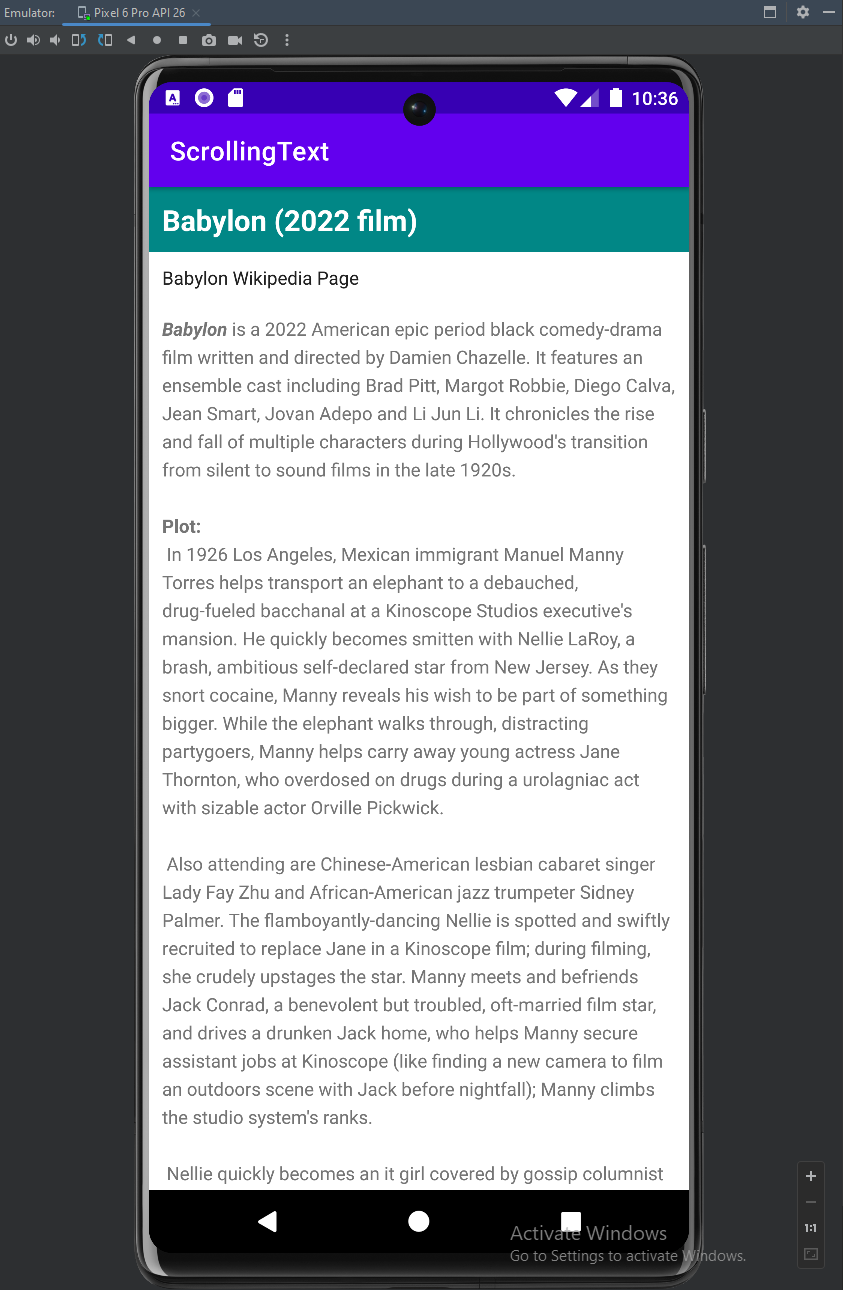 Emulator: Pixel 6 Pro API 26
10:36
ScrollingText
Babylon (2022 film)
Babylon Wikipedia Page
Babylon is a 2022 American epic period black comedy-drama
film written and directed by Damien Chazelle. It features an
ensemble cast including Brad Pitt, Margot Robbie, Diego Calva,
Jean Smart, Jovan Adepo and Li Jun Li. It chronicles the rise
and fall of multiple characters during Hollywood's transition
from silent to sound films in the late 1920s.
Plot:
In 1926 Los Angeles, Mexican immigrant Manuel Manny
Torres helps transport an elephant to a debauched,
drug-fueled bacchanal at a Kinoscope Studios executive's
mansion. He quickly becomes smitten with Nellie LaRoy, a
brash, ambitious self-declared star from New Jersey. As they
snort cocaine, Manny reveals his wish to be part of something
bigger. While the elephant walks through, distracting
partygoers, Manny helps carry away young actress Jane
Thornton, who overdosed on drugs during a urolagniac act
with sizable actor Orville Pickwick.
Also attending are Chinese-American lesbian cabaret singer
Lady Fay Zhu and African-American jazz trumpeter Sidney
Palmer. The flamboyantly-dancing Nellie is spotted and swiftly
recruited to replace Jane in a Kinoscope film; during filming,
she crudely upstages the star. Manny meets and befriends
Jack Conrad, a benevolent but troubled, oft-married film star,
and drives a drunken Jack home, who helps Manny secure
assistant jobs at Kinoscope (like finding a new camera to film
an outdoors scene with Jack before nightfall); Manny climbs
the studio system's ranks.
Nellie quickly becomes an it girl covered by gossip columnist
1:1
Activate Windows
Go to Settings to activate Windows.